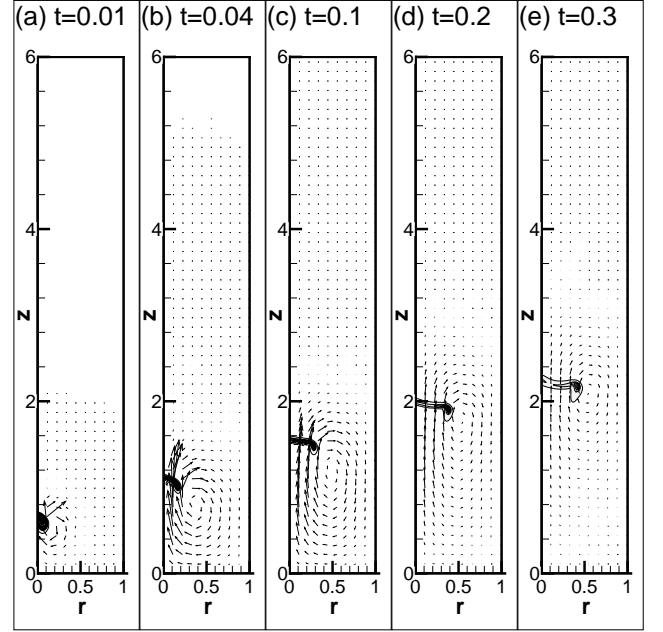 (a) t=0.01 (b) t=0.04 (c) t=0.1 (d) t=0.2 (e) t=0.3
6 6 6 6 6
4 4 4 4 4
z z z z z
2 2 2 2 2
0 0 0 0 0
0 0.5 1 0 0.5 1 0 0.5 1 0 0.5 1 0 0.5 1
r r r r r